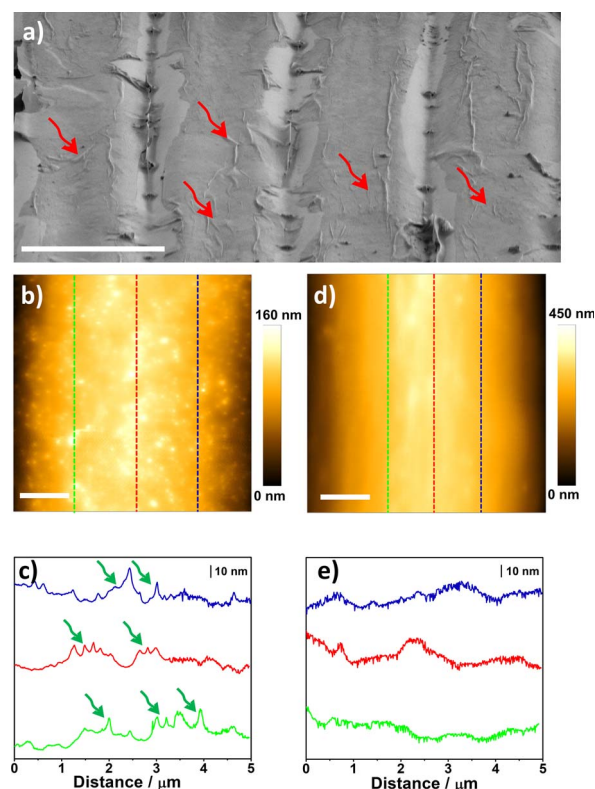 a)
b)
160 nm
0 nm
d)
450 nm
0 nm
c)
10 nm
0 1 2 3 4 5
Distance / μm
e)
10 nm
0 1 2 3 4 5
Distance / μm